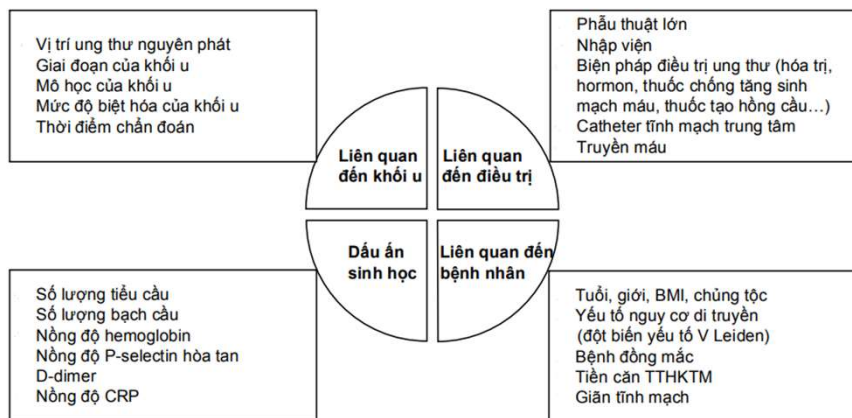 Vị trí ung thư nguyên phát
Giai đoạn của khối u
Mô học của khối u
Mức độ biệt hóa của khối u
Thời điểm chẩn đoán
Phẫu thuật lớn
Nhập viện
Biện pháp điều trị ung thư (hóa trị,
hormon, thuốc chống tăng sinh
mạch máu, thuốc tạo hồng cầu…)
Catheter tĩnh mạch trung tâm
Truyền máu
Liên quan
đến khối u
Liên quan
đến điều trị
Dấu ấn
sinh học
Liên quan đến
bệnh nhân
Số lượng tiểu cầu
Số lượng bạch cầu
Nồng độ hemoglobin
Nồng độ P-selectin hòa tan
D-dimer
Nồng độ CRP
Tuổi, giới, BMI, chủng tộc
Yếu tố nguy cơ di truyền
(đột biến yếu tố V Leiden)
Bệnh đồng mắc
Tiền căn TTHKTM
Giãn tĩnh mạch